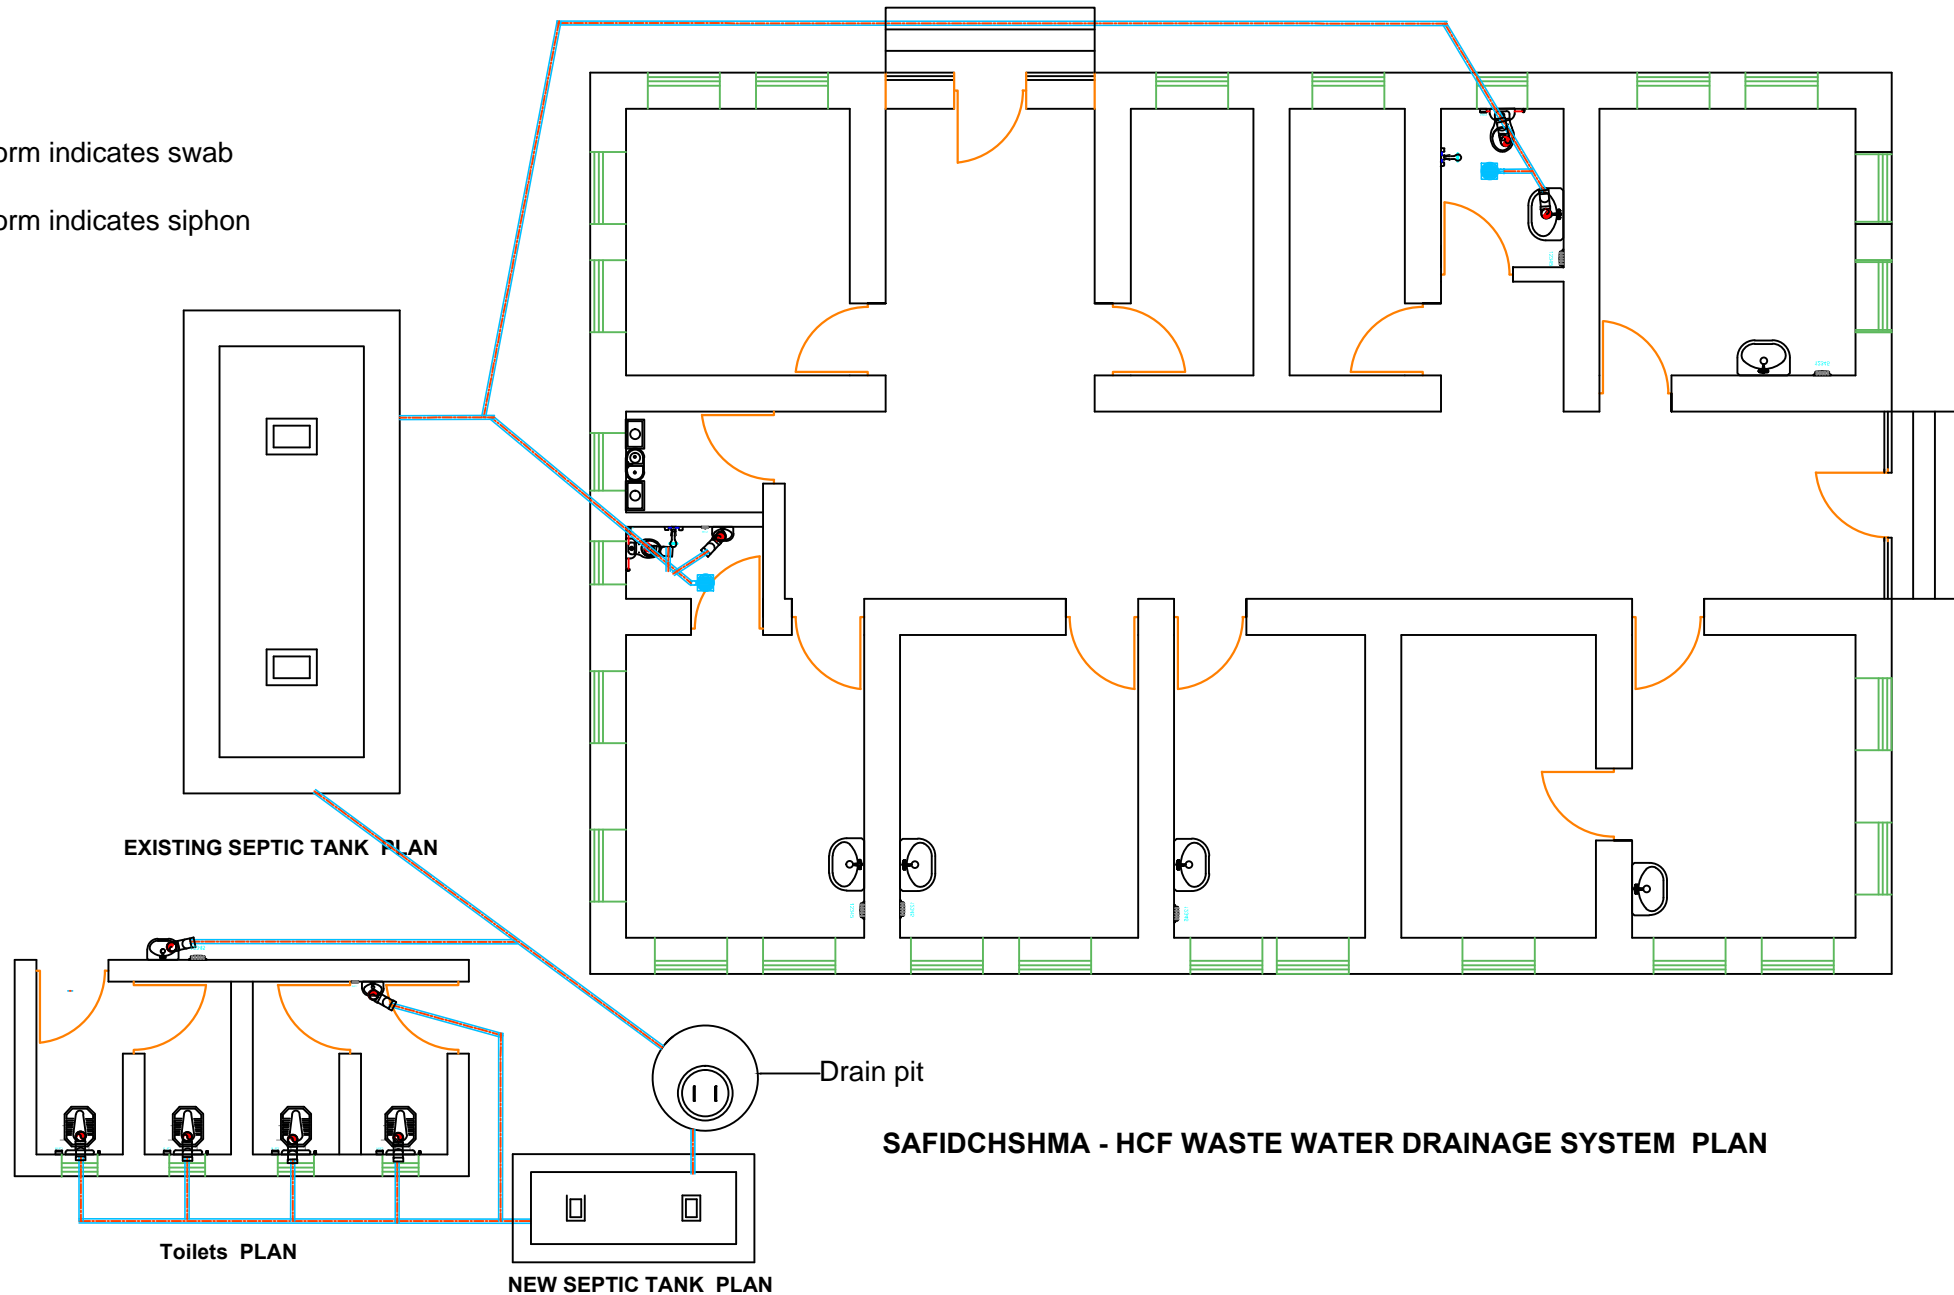 orm indicates swab
orm indicates siphon
EXISTING SEPTIC TANK PLAN
Drain pit
SAFIDCHSHMA - HCF WASTE WATER DRAINAGE SYSTEM PLAN
Toilets PLAN
NEW SEPTIC TANK PLAN